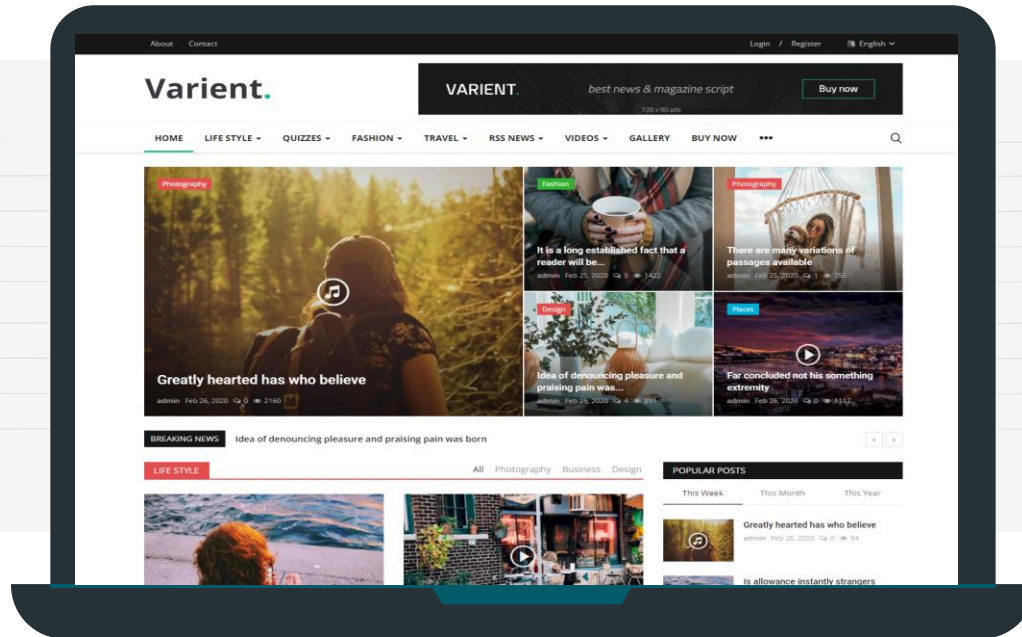 About Contact
Login / Register English
Varient.
VARIENT. best news & magazine script Buy now
728 x 90 ads
HOME LIFE STYLE QUIZZES FASHION TRAVEL RSS NEWS VIDEOS GALLERY BUY NOW •••
Photography
Greatly hearted has who believe
admin Feb 26, 2020 0 2160
Fashion
It is a long established fact that a
reader will be...
admin Feb 25, 2020 5 1422
Photography
There are many variations of
passages available
admin Feb 25, 2020 1 755
Design
Idea of denouncing pleasure and
praising pain was...
admin Feb 25, 2020 4 851
Places
Far concluded not his something
extremity
admin Feb 26, 2020 0 1117
BREAKING NEWS Idea of denouncing pleasure and praising pain was born
LIFE STYLE All Photography Business Design
POPULAR POSTS
This Week This Month This Year
Greatly hearted has who believe
admin Feb 26, 2020 0 94
Is allowance instantly strangers